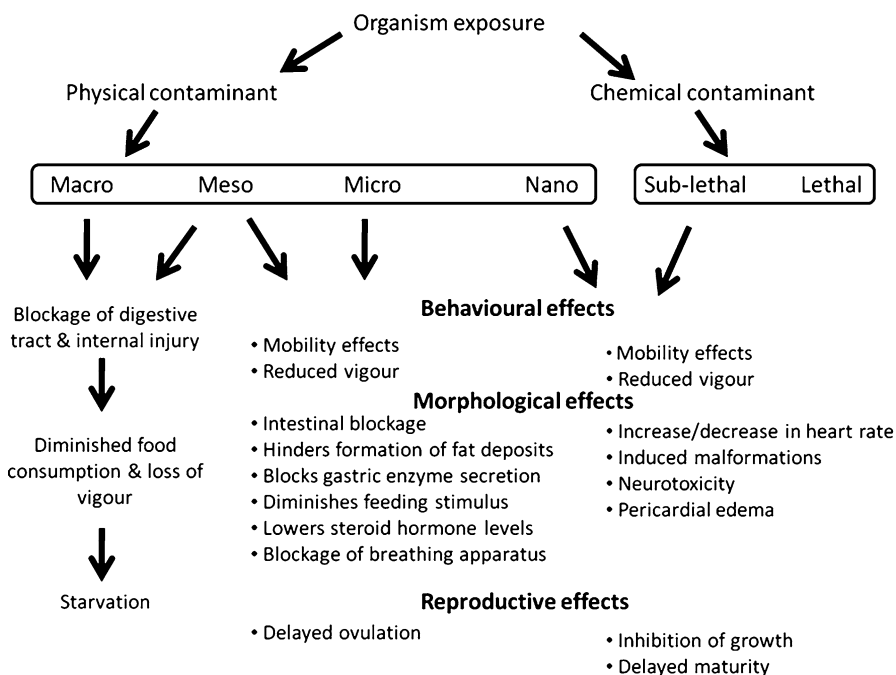 Organism exposure
Physical contaminant
Chemical contaminant
Macro Meso Micro Nano
Sub-lethal Lethal
Blockage of digestive
tract & internal injury
Diminished food
consumption & loss of
vigour
Starvation
Behavioural effects
• Mobility effects
• Reduced vigour
• Mobility effects
• Reduced vigour
Morphological effects
• Intestinal blockage
• Hinders formation of fat deposits
• Blocks gastric enzyme secretion
• Diminishes feeding stimulus
• Lowers steroid hormone levels
• Blockage of breathing apparatus
• Increase/decrease in heart rate
• Induced malformations
• Neurotoxicity
• Pericardial edema
Reproductive effects
• Delayed ovulation
• Inhibition of growth
• Delayed maturity